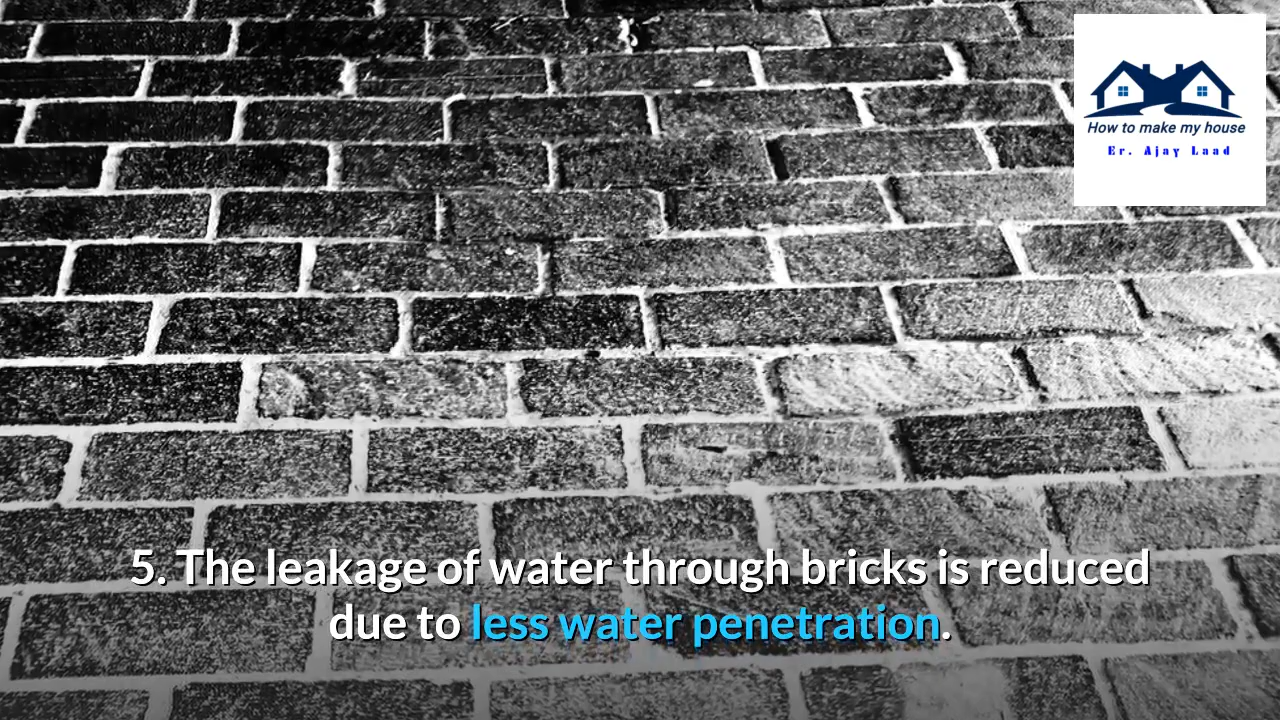 How to make my house
Er. Ajay Laad
5. The leakage of water through bricks is reduced
due to less water penetration.